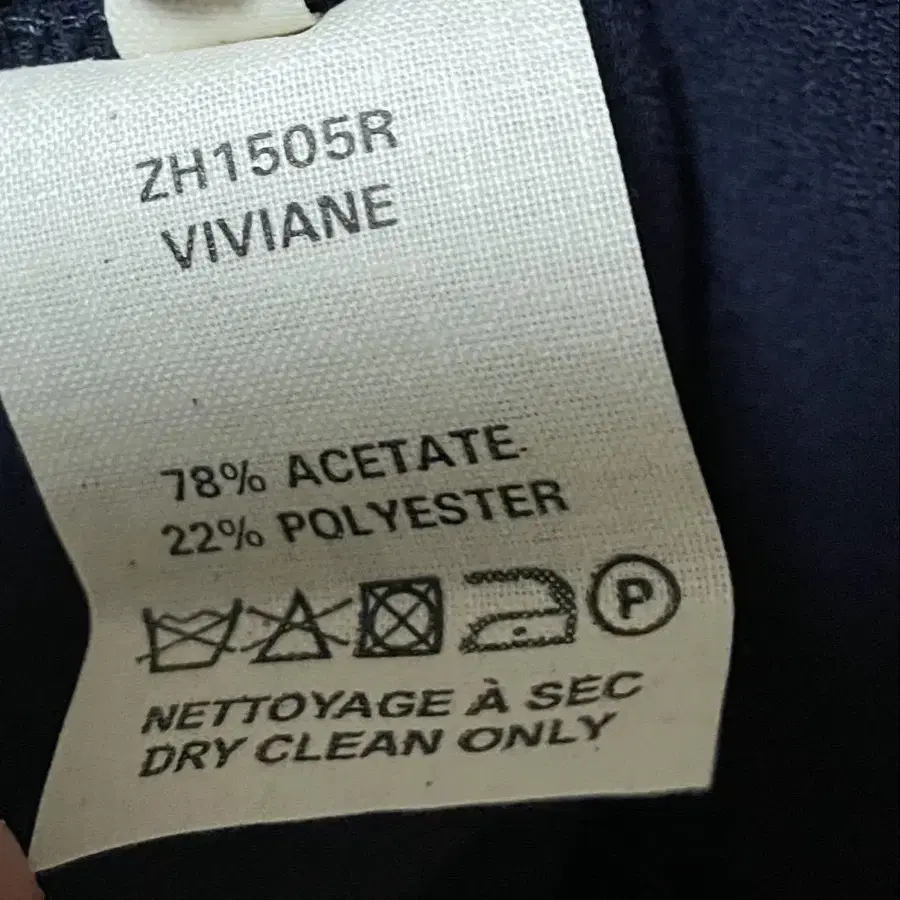 ZH1505R
VIVIANE
78% ACETATE
22% POLYESTER
P
NETTOYAGE À SEC
DRY CLEAN ONLY